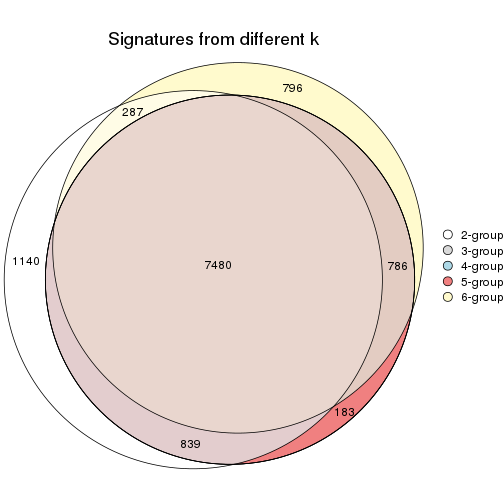 Signatures from different k
796
287
1140
7480
786
183
839
2-group
3-group
4-group
5-group
6-group